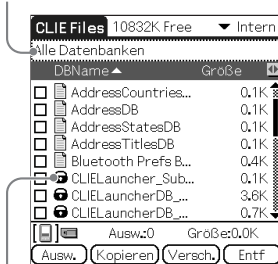 CLIE Files 10832K Free ▼ Intern
Alle Datenbanken
DBName ▲ Größe
AddressCountries... 0.1K
AddressDB 0.1K
AddressStatesDB 0.1K
AddressTitlesDB 0.1K
Bluetooth Prefs B... 0.4K
CLIELauncher_Sub... 0.1K
CLIELauncherDB_... 3.6K
CLIELauncherDB_... 0.7K
Ausw.:0 Größe:0.0K
Ausw. Kopieren Versch. Entf